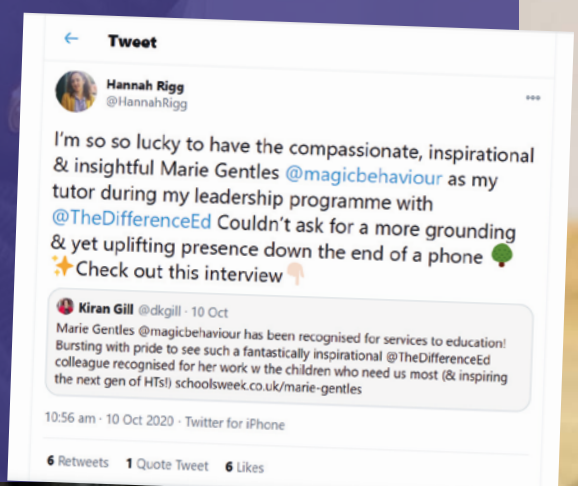 Tweet
Hannah Rigg
@HannahRigg
I'm so so lucky to have the compassionate, inspirational
& insightful Marie Gentles @magicbehaviour as my
tutor during my leadership programme with
@TheDifferenceEd Couldn't ask for a more grounding
& yet uplifting presence down the end of a phone 🌳
✨Check out this interview👇🏻
Kiran Gill @dkgill · 10 Oct
Marie Gentles @magicbehaviour has been recognised for services to education!
Bursting with pride to see such a fantastically inspirational @TheDifferenceEd
colleague recognised for her work w the children who need us most (& inspiring
the next gen of HTs!) schoolsweek.co.uk/marie-gentles
10:56 am · 10 Oct 2020 · Twitter for iPhone
6 Retweets 1 Quote Tweet 6 Likes